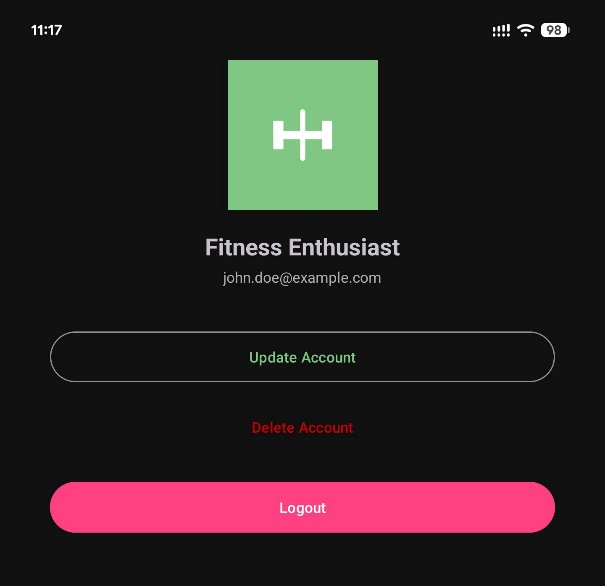 11:17
98
Fitness Enthusiast
john.doe@example.com
Update Account
Delete Account
Logout